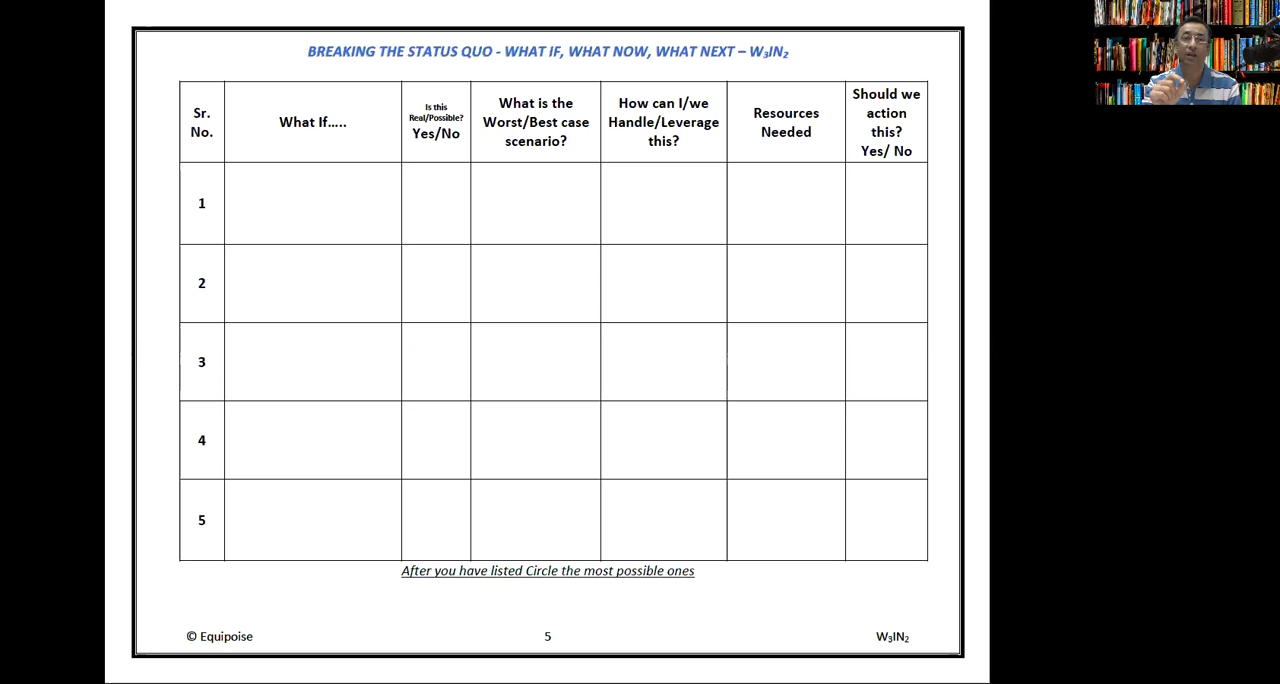 BREAKING THE STATUS QUO - WHAT IF, WHAT NOW, WHAT NEXT – W₃IN₂
Sr. No.
What If.....
Is this
Real/Possible?
Yes/No
What is the
Worst/Best case
scenario?
How can I/we
Handle/Leverage
this?
Resources
Needed
Should we
action
this?
Yes/ No
1
2
3
4
5
After you have listed Circle the most possible ones
© Equipoise
5
W₃IN₂